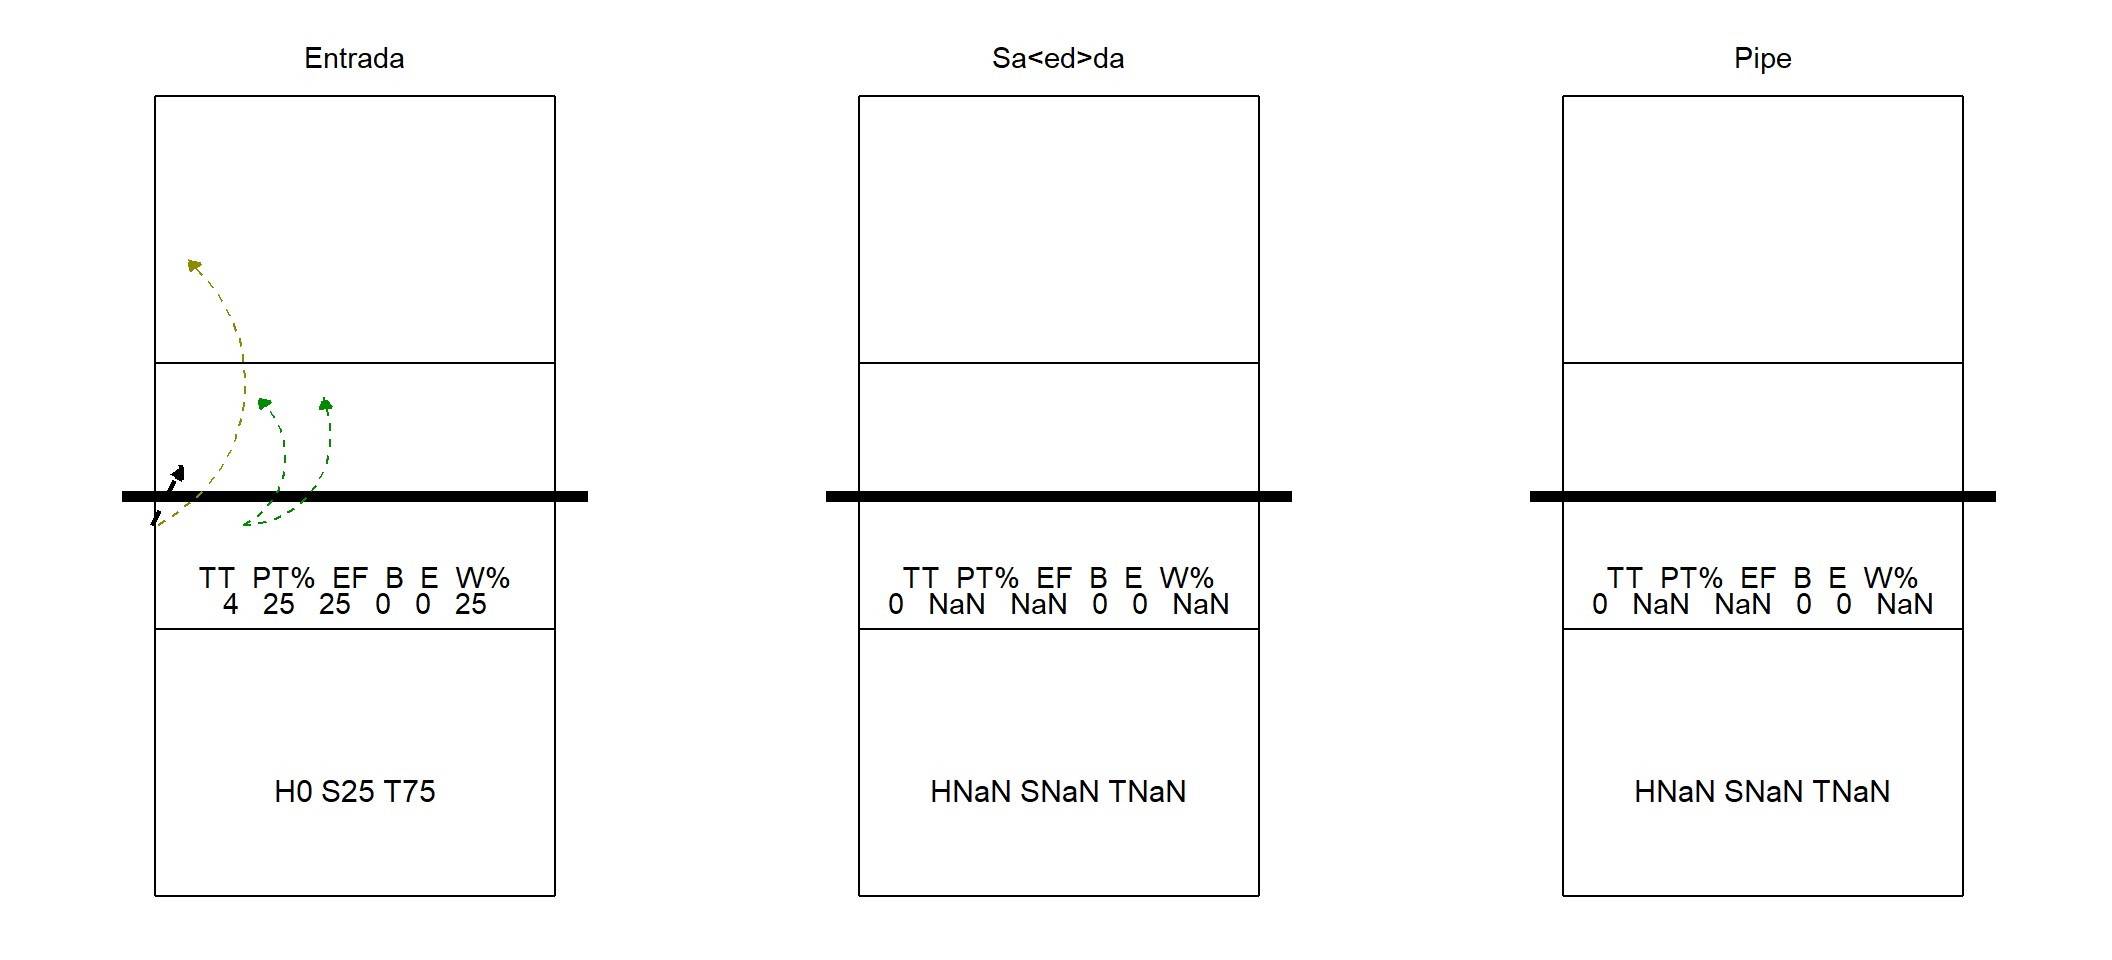 Entrada
TT PT% EF B E W%
4 25 25 0 0 25
H0 S25 T75
Sa<ed>da
TT PT% EF B E W%
0 NaN NaN 0 0 NaN
HNaN SNaN TNaN
Pipe
TT PT% EF B E W%
0 NaN NaN 0 0 NaN
HNaN SNaN TNaN